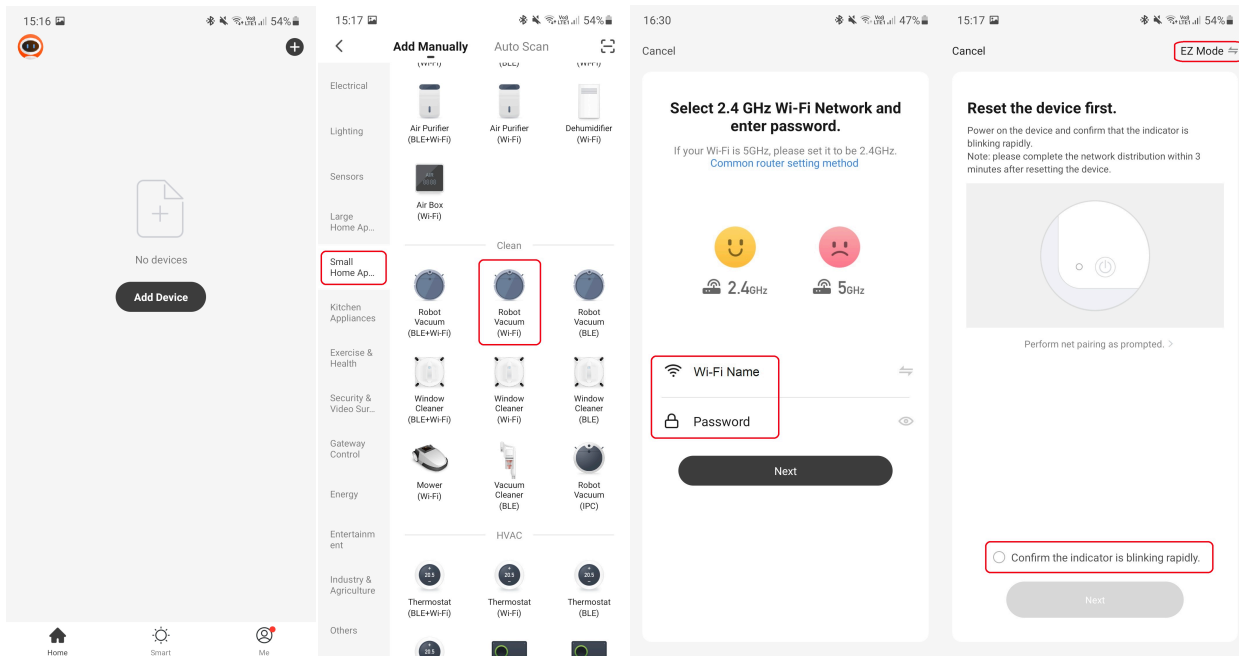 15:16
54%
No devices
Add Device
Home
Smart
Me
15:17
54%
Add Manually
Auto Scan
Electrical
Lighting
Sensors
Large
Home Ap...
Small
Home Ap...
Kitchen
Appliances
Exercise &
Health
Security &
Video Sur...
Gateway
Control
Energy
Entertainm
ent
Industry &
Agriculture
Others
(Wi-Fi)
(BLE)
(Wi-Fi)
Air Purifier
(BLE+Wi-Fi)
Air Purifier
(Wi-Fi)
Dehumidifier
(Wi-Fi)
Air Box
(Wi-Fi)
Clean
Robot
Vacuum
(BLE+Wi-Fi)
Robot
Vacuum
(Wi-Fi)
Robot
Vacuum
(BLE)
Window
Cleaner
(BLE+Wi-Fi)
Window
Cleaner
(Wi-Fi)
Window
Cleaner
(BLE)
Mower
(Wi-Fi)
Vacuum
Cleaner
(BLE)
Robot
Vacuum
(IPC)
HVAC
20.5
20.5
20.5
Thermostat
(BLE+Wi-Fi)
Thermostat
(Wi-Fi)
Thermostat
(BLE)
20.5
16:30
47%
Cancel
Select 2.4 GHz Wi-Fi Network and
enter password.
If your Wi-Fi is 5GHz, please set it to be 2.4GHz.
Common router setting method
2.4GHz
5GHz
Wi-Fi Name
Password
Next
15:17
54%
Cancel
EZ Mode
Reset the device first.
Power on the device and confirm that the indicator is
blinking rapidly.
Note: please complete the network distribution within 3
minutes after resetting the device.
Perform net pairing as prompted. >
Confirm the indicator is blinking rapidly.
Next